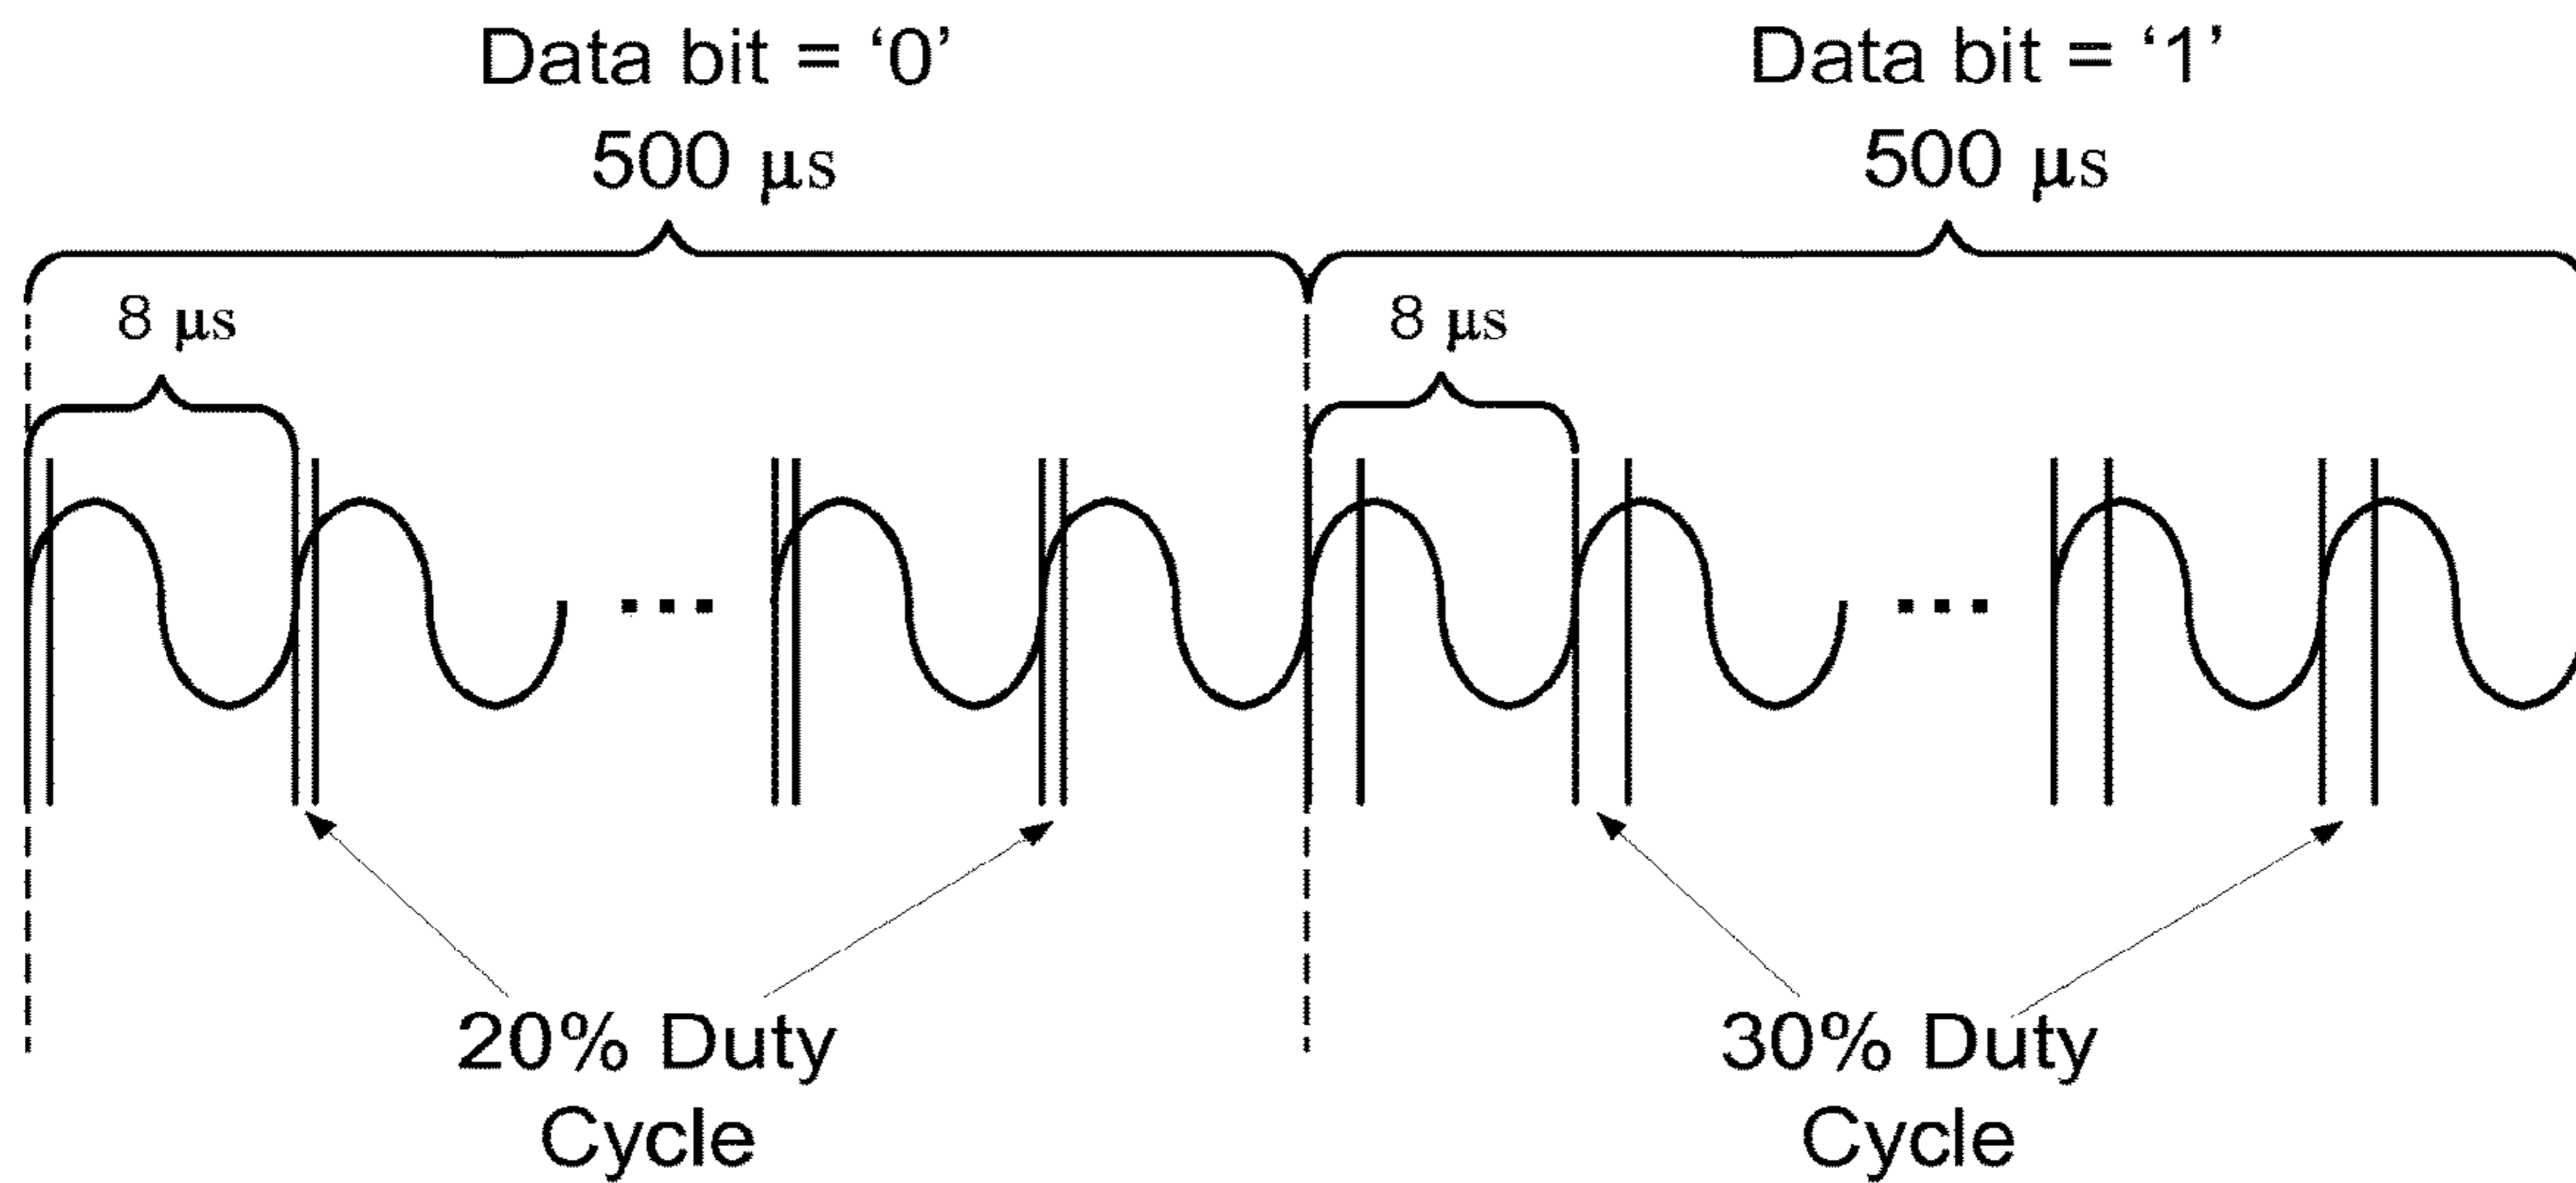 Data bit = ‘0’
500 μs
Data bit = ‘1’
500 μs
8 μs
8 μs
20% Duty
Cycle
30% Duty
Cycle